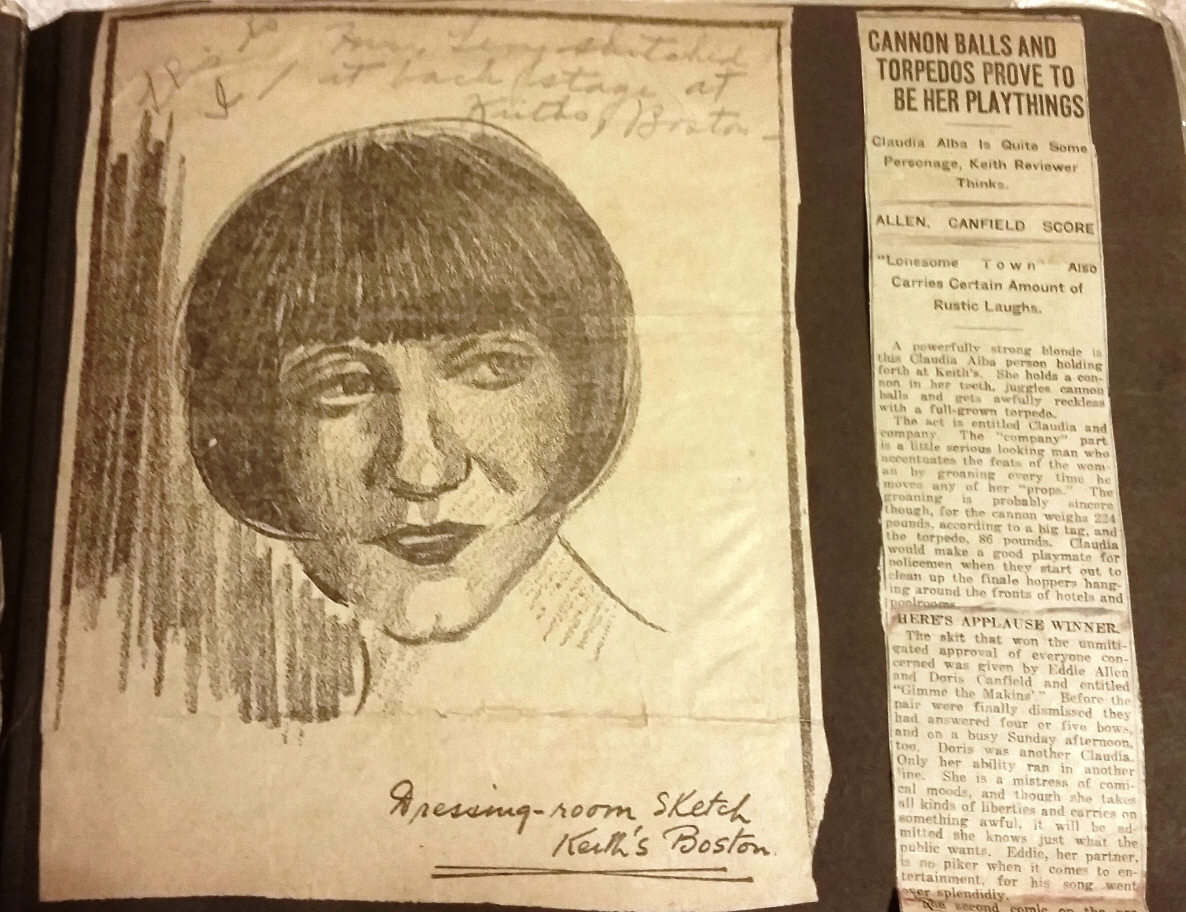 This is Mrs. Levy sketched
at back stage at
Keiths, Boston -
Dressing-room Sketch
Keith's Boston.
CANNON BALLS AND
TORPEDOS PROVE TO
BE HER PLAYTHINGS
Claudia Alba Is Quite Some
Personage, Keith Reviewer
Thinks.
ALLEN, CANFIELD SCORE
"Lonesome Town" Also
Carries Certain Amount of
Rustic Laughs.
A powerfully strong blonde is
this Claudia Alba person holding
forth at Keith's. She holds a can-
non in her teeth, juggles cannon
balls and gets awfully reckless
with a full-grown torpedo.
The act is entitled Claudia and
company. The "company" part
is a little serious looking man who
accentuates the feats of the wom-
an by groaning every time he
moves any of her "props." The
groaning is probably sincere
though, for the cannon weighs 224
pounds, according to a big tag, and
the torpedo, 86 pounds. Claudia
would make a good playmate for
policemen when they start out to
clean up the finale hoppers hang-
ing around the fronts of hotels and
poolrooms.
HERE'S APPLAUSE WINNER.
The skit that won the unmiti-
gated approval of everyone con-
cerned was given by Eddie Allen
and Doris Canfield and entitled
"Gimme the Makins'" Before the
pair were finally dismissed they
had answered four or five bows,
and on a busy Sunday afternoon,
too. Doris was another Claudia.
Only her ability ran in another
line. She is a mistress of comi-
cal moods, and though she takes
all kinds of liberties and carries on
something awful, it will be ad-
mitted she knows just what the
public wants. Eddie, her partner,
is no piker when it comes to en-
tertainment, for his song went
over splendidly.
The second comic on the